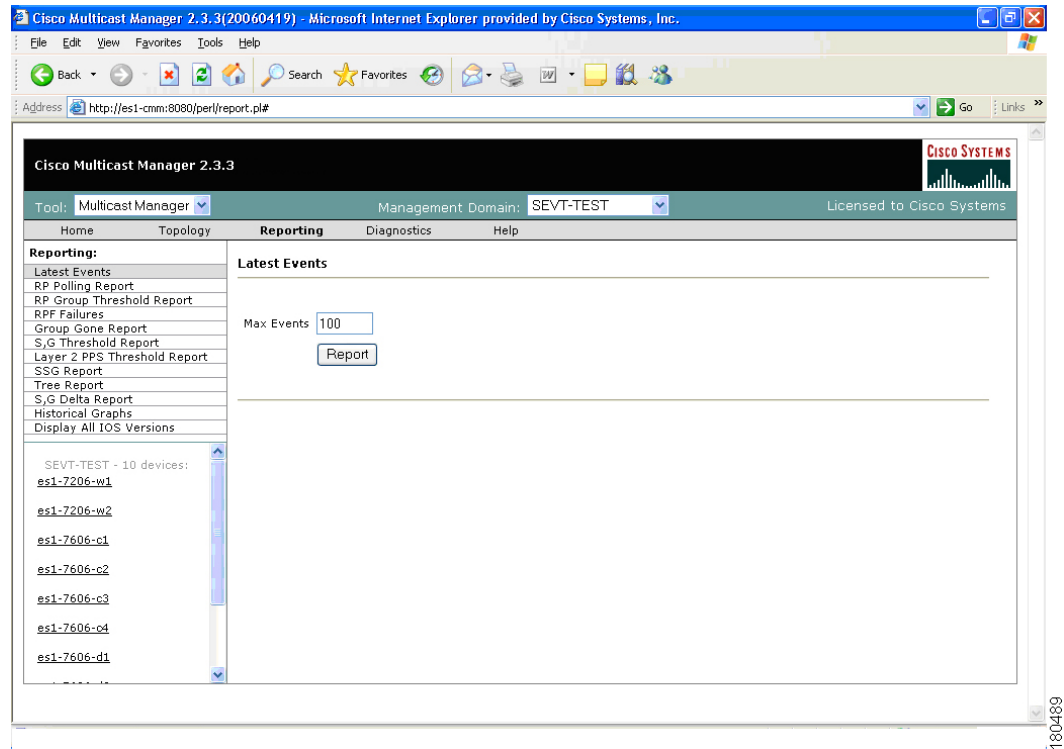 Cisco Multicast Manager 2.3.3(20060419) - Microsoft Internet Explorer provided by Cisco Systems, Inc.
File Edit View Favorites Tools Help
Back Search Favorites
Address http://es1-cmm:8080/perl/report.pl# Go Links »
Cisco Multicast Manager 2.3.3
CISCO SYSTEMS
Tool: Multicast Manager Management Domain: SEVT-TEST Licensed to Cisco Systems
Home Topology Reporting Diagnostics Help
Reporting:
Latest Events
RP Polling Report
RP Group Threshold Report
RPF Failures
Group Gone Report
S,G Threshold Report
Layer 2 PPS Threshold Report
SSG Report
Tree Report
S,G Delta Report
Historical Graphs
Display All IOS Versions
SEVT-TEST - 10 devices:
es1-7206-w1
es1-7206-w2
es1-7606-c1
es1-7606-c2
es1-7606-c3
es1-7606-c4
es1-7606-d1
Latest Events
Max Events 100
Report
180489